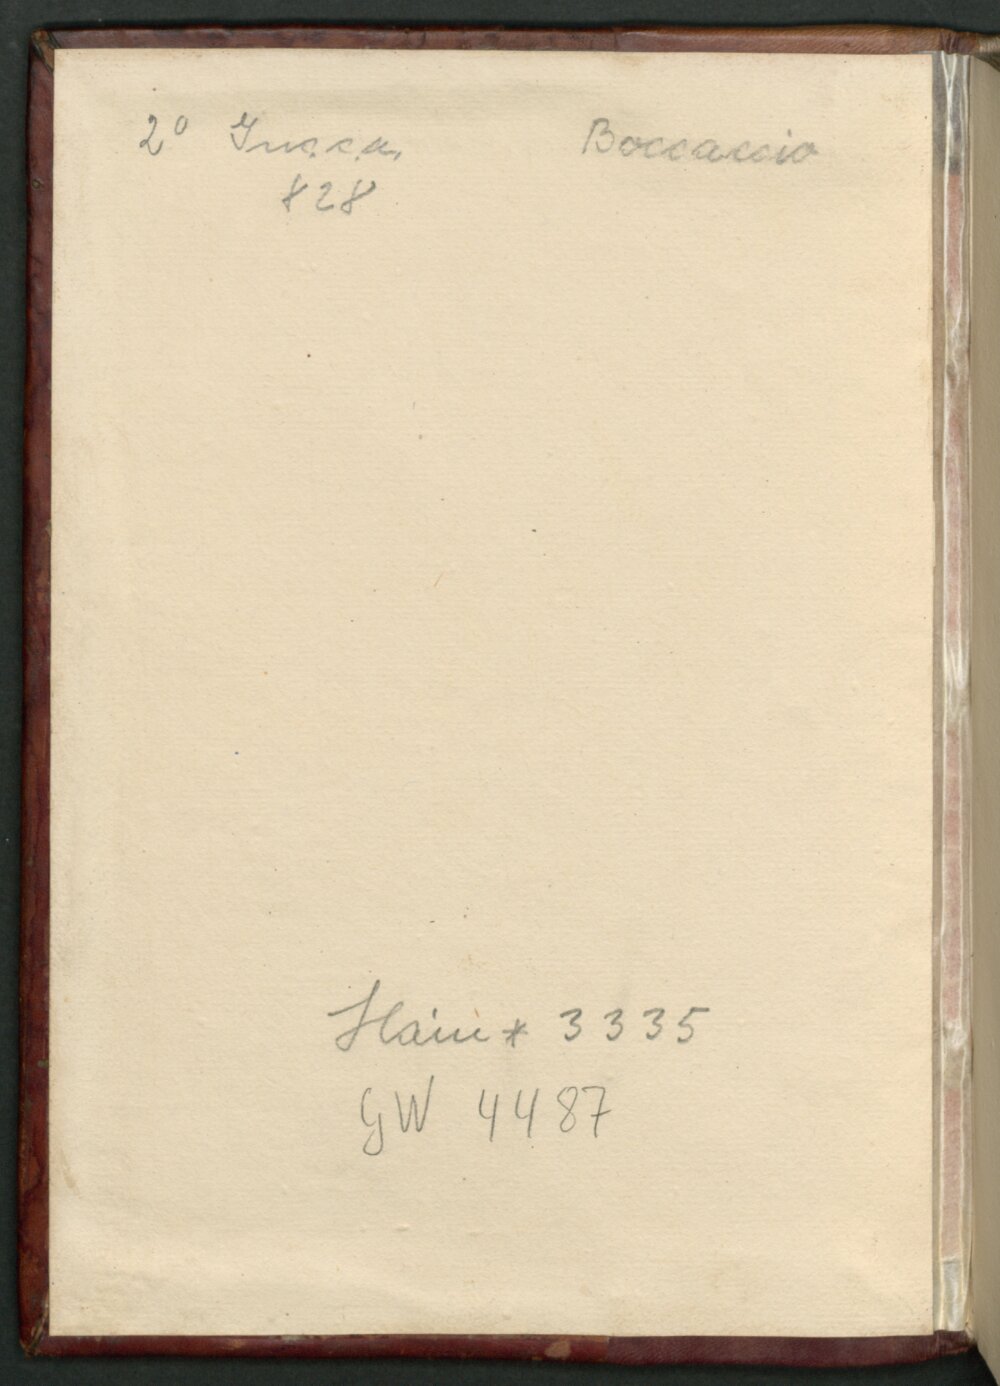 2° Inc.c.a. Boccaccio
828
Hain * 3335
GW 4487